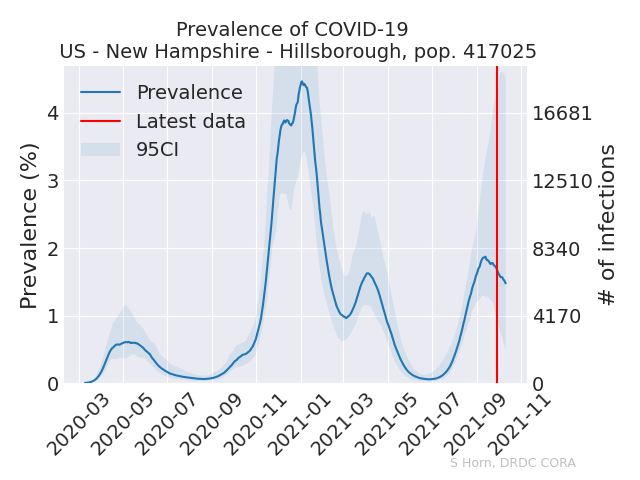 Prevalence of COVID-19
US - New Hampshire - Hillsborough, pop. 417025
Prevalence
Latest data
95CI
Prevalence (%)
4
3
2
1
0
16681
12510
8340
4170
0
# of infections
2020-03
2020-05
2020-07
2020-09
2020-11
2021-01
2021-03
2021-05
2021-07
2021-09
2021-11
S Horn, DRDC CORA